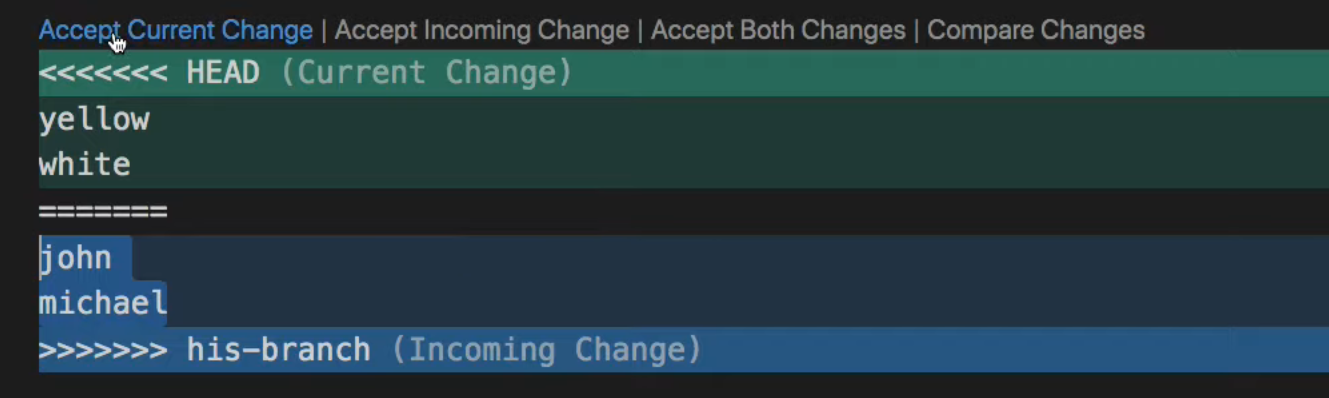 Accept Current Change | Accept Incoming Change | Accept Both Changes | Compare Changes
<<<<<<< HEAD (Current Change)
yellow
white
=======
john
michael
>>>>>>> his-branch (Incoming Change)